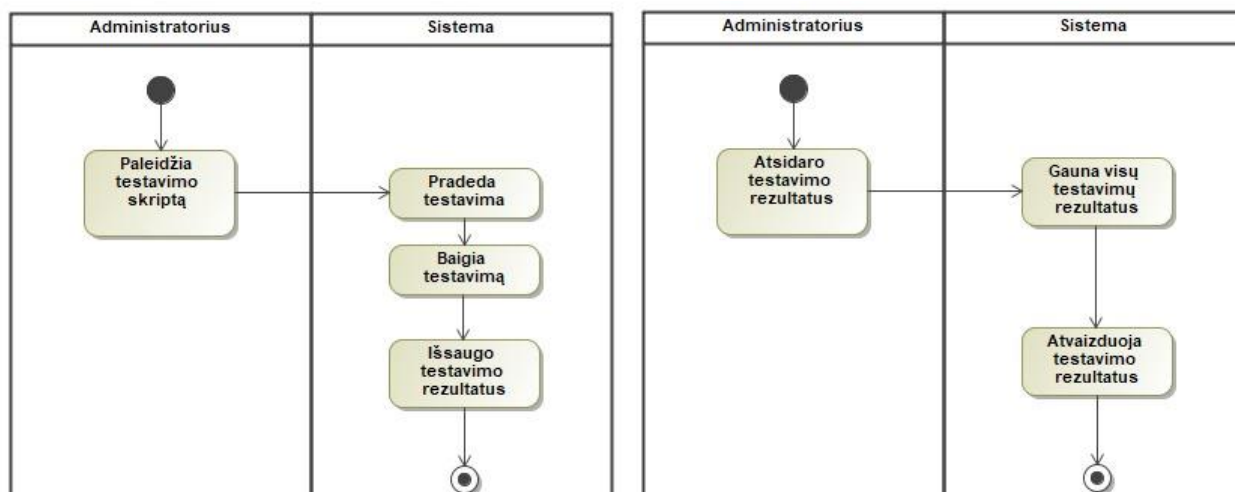 Administratorius
Sistema
Paleidžia
testavimo
skriptą
Pradeda
testavima
Baigia
testavimą
Išsaugo
testavimo
rezultatus
Administratorius
Sistema
Atsidaro
testavimo
rezultatus
Gauna visų
testavimų
rezultatus
Atvaizduoja
testavimo
rezultatus